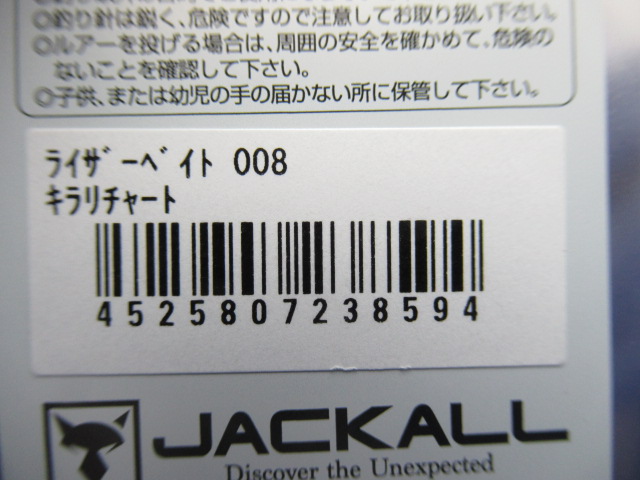 ◎釣り針は鋭く、危険ですので注意してお取り扱い下さい。
◎ルアーを投げる場合は、周囲の安全を確かめて、危険の
ないことを確認して下さい。
◎子供、または幼児の手の届かない所に保管して下さい。
ﾗｲｻﾞｰﾍﾞｲﾄ 008
ｷﾗﾘﾁｬｰﾄ
4525807238594
JACKALL
Discover the Unexpected